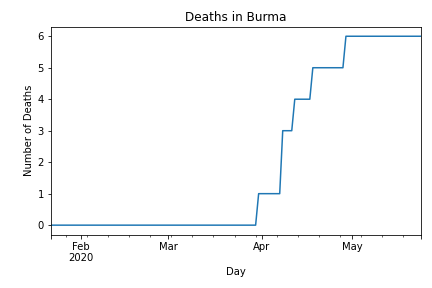 Deaths in Burma
Number of Deaths
6
5
4
3
2
1
0
Feb
2020
Mar
Apr
May
Day